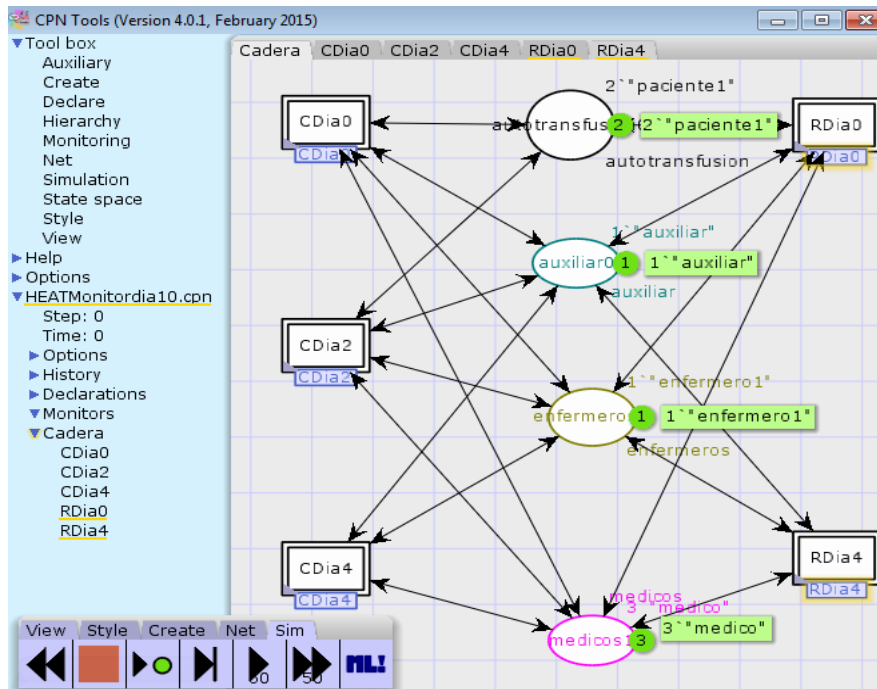 CPN Tools (Version 4.0.1, February 2015)
Tool box
Auxiliary
Create
Declare
Hierarchy
Monitoring
Net
Simulation
State space
Style
View
Help
Options
HEATMonitordia10.cpn
Step: 0
Time: 0
Options
History
Declarations
Monitors
Cadera
CDia0
CDia2
CDia4
RDia0
RDia4
Cadera CDia0 CDia2 CDia4 RDia0 RDia4
2`"paciente1"
CDia0 2 2`"paciente1" RDia0
autotransfusion
1`"auxiliar"
auxiliar0 1 1`"auxiliar"
auxiliar
CDia2
CDia2
1`"enfermero1"
1 1`"enfermero1"
enfermeros
CDia4 RDia4
CDia4 RDia4
medicos
3`"medico"
3`"medico"
medicos1 3
View Style Create Net Sim
50 ML!